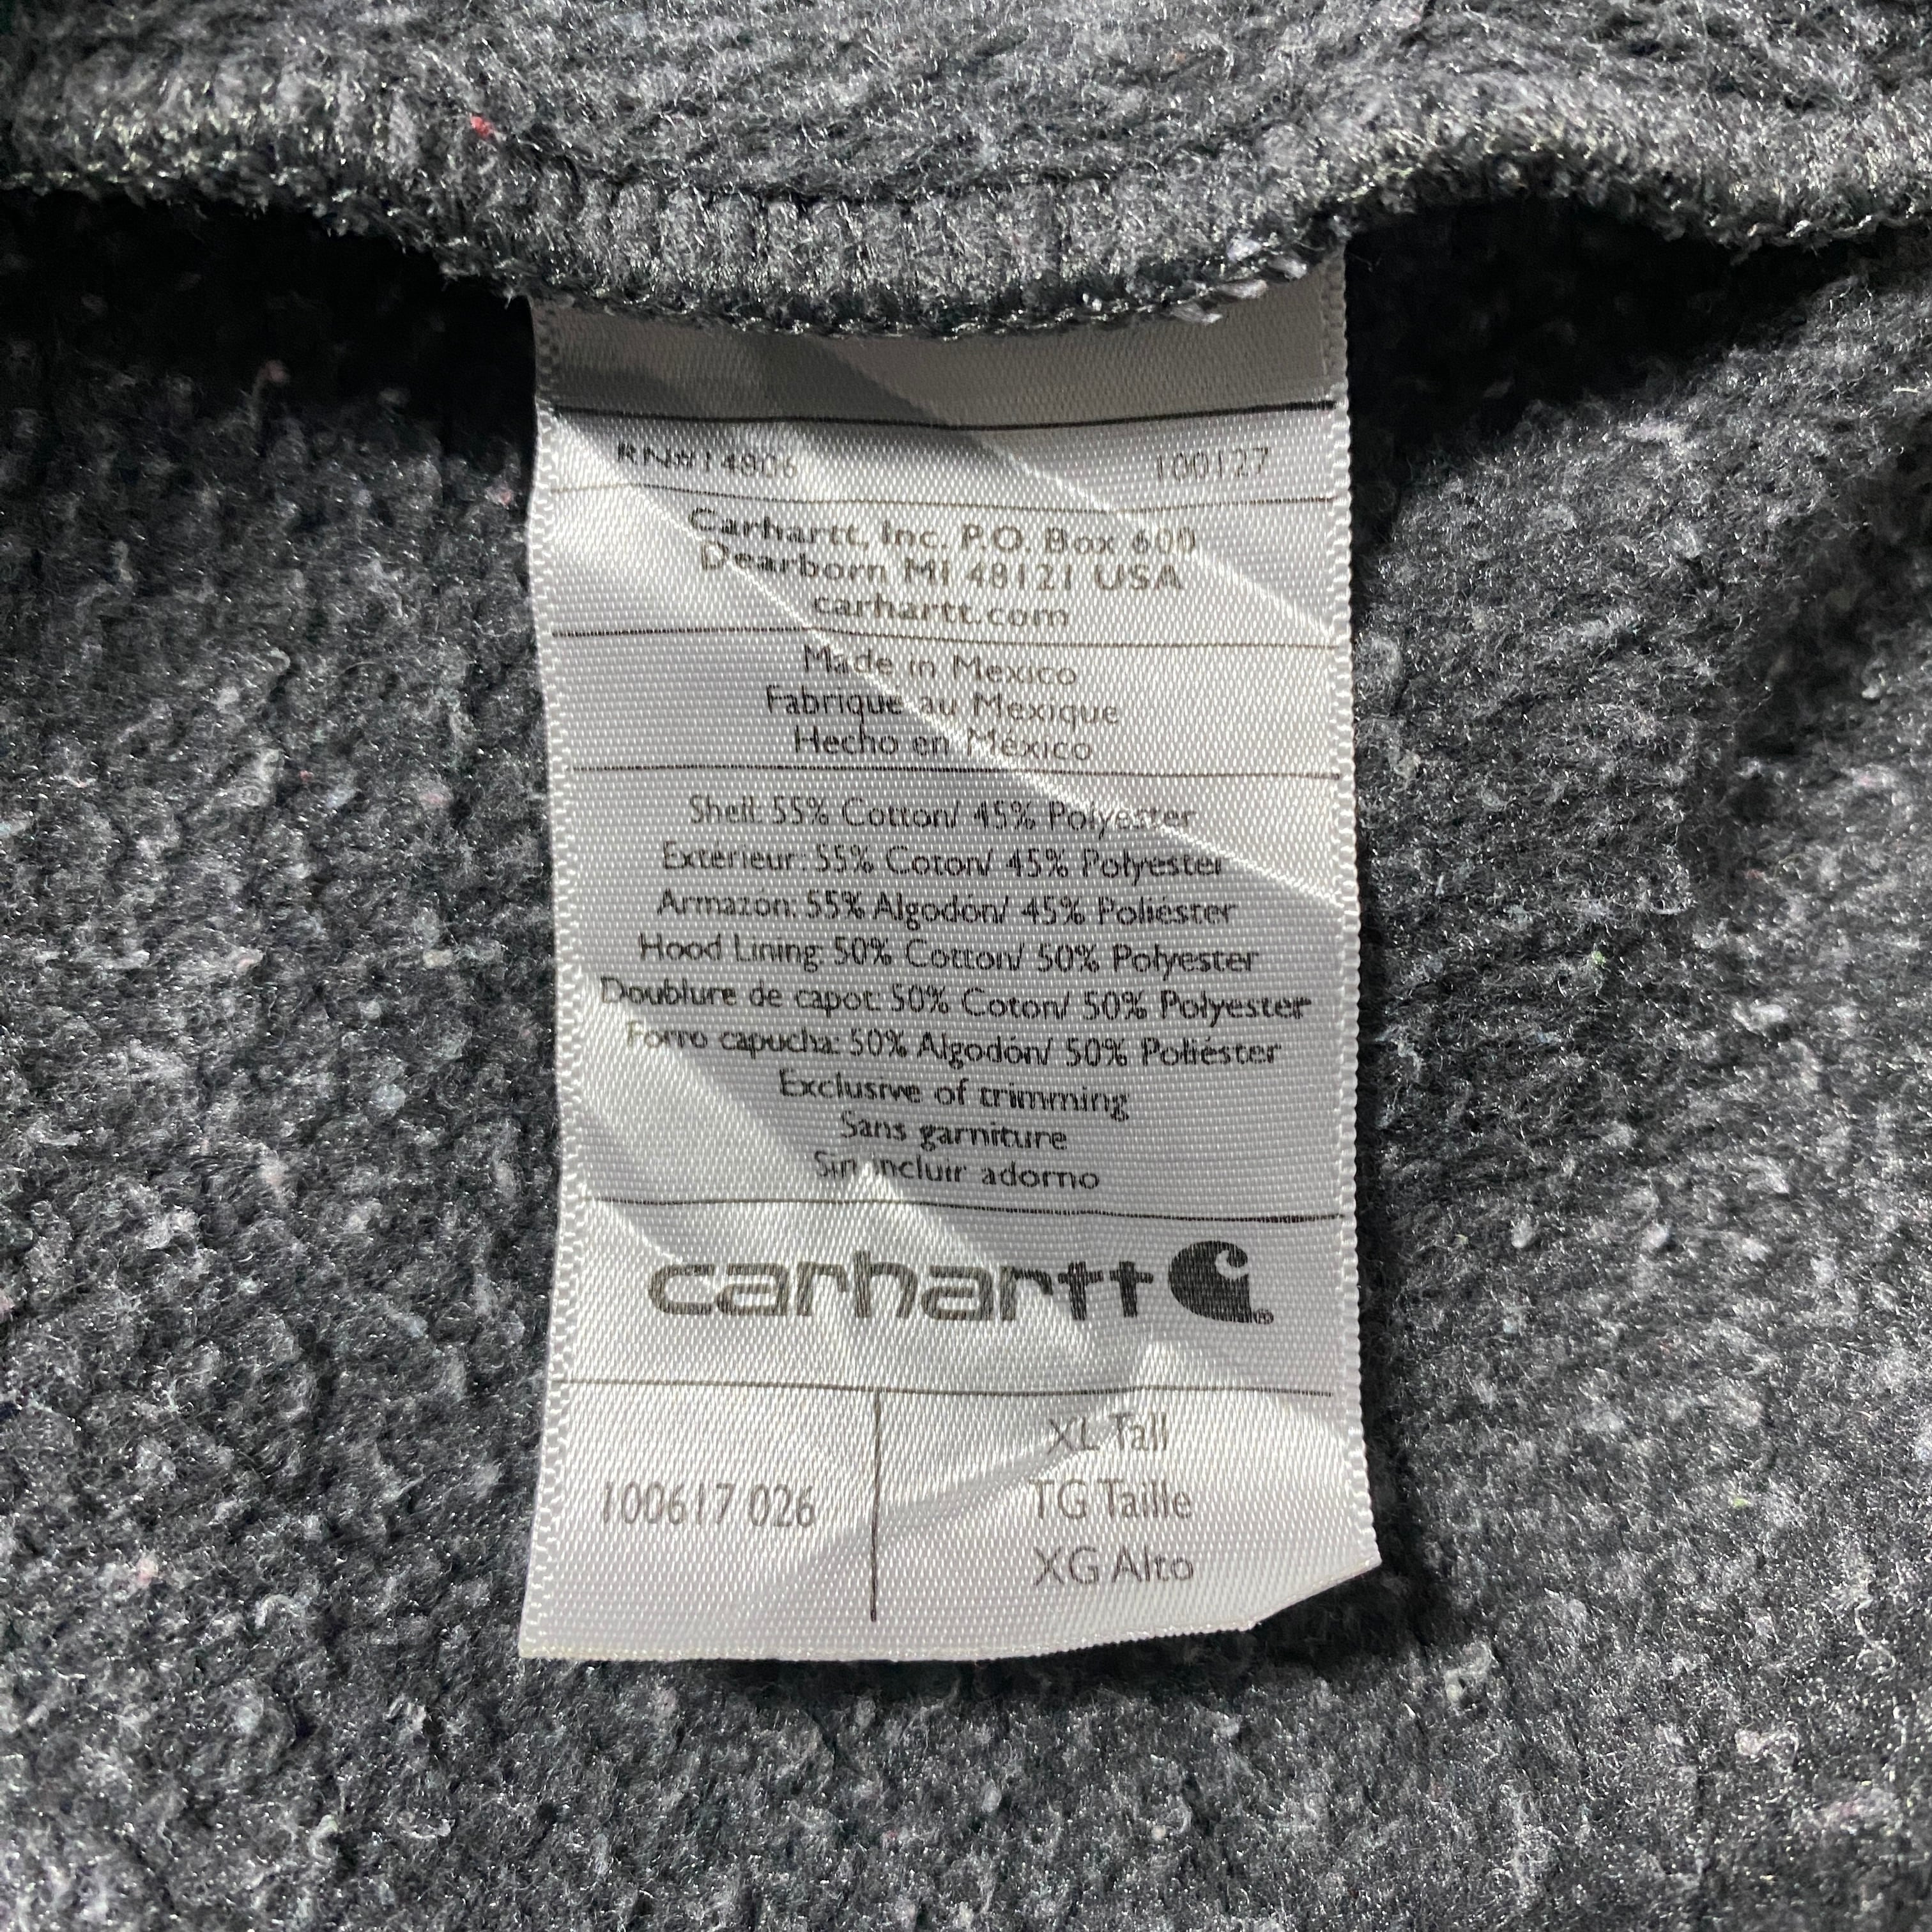 RN#14806 100127
Carhartt, Inc. P.O. Box 600
Dearborn MI 48121 USA
carhartt.com
Made in Mexico
Fabrique au Mexique
Hecho en México
Shell: 55% Cotton/ 45% Polyester
Extérieur: 55% Coton/ 45% Polyester
Armazón: 55% Algodón/ 45% Poliéster
Hood Lining: 50% Cotton/ 50% Polyester
Doublure de capot: 50% Coton/ 50% Polyester
Forro capucha: 50% Algodón/ 50% Poliéster
Exclusive of trimming
Sans garniture
Sin incluir adorno
carhartt
100617 026
XL Tall
TG Taille
XG Alto